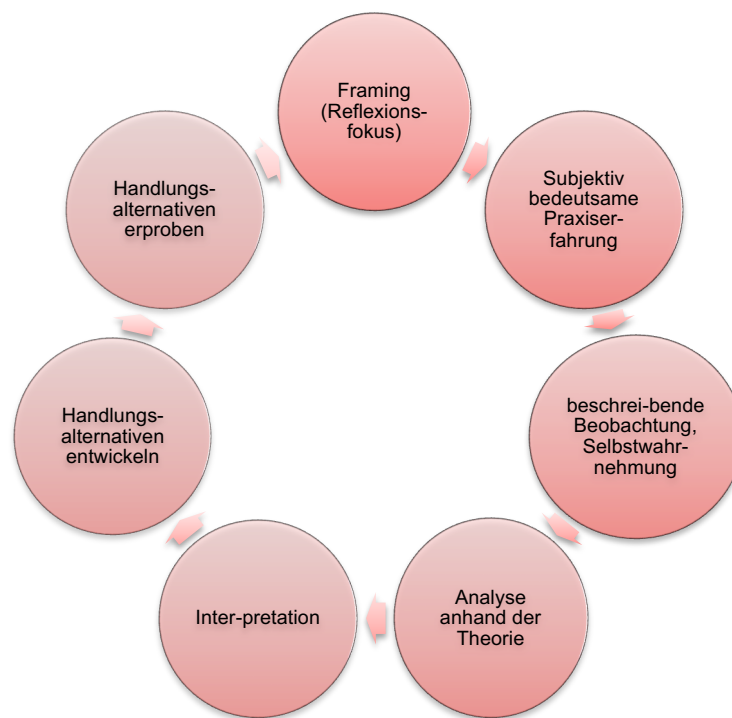 Framing
(Reflexions-
fokus)
Subjektiv
bedeutsame
Praxiser-
fahrung
beschrei-bende
Beobachtung,
Selbstwahr-
nehmung
Analyse
anhand der
Theorie
Inter-pretation
Handlungs-
alternativen
entwickeln
Handlungs-
alternativen
erproben